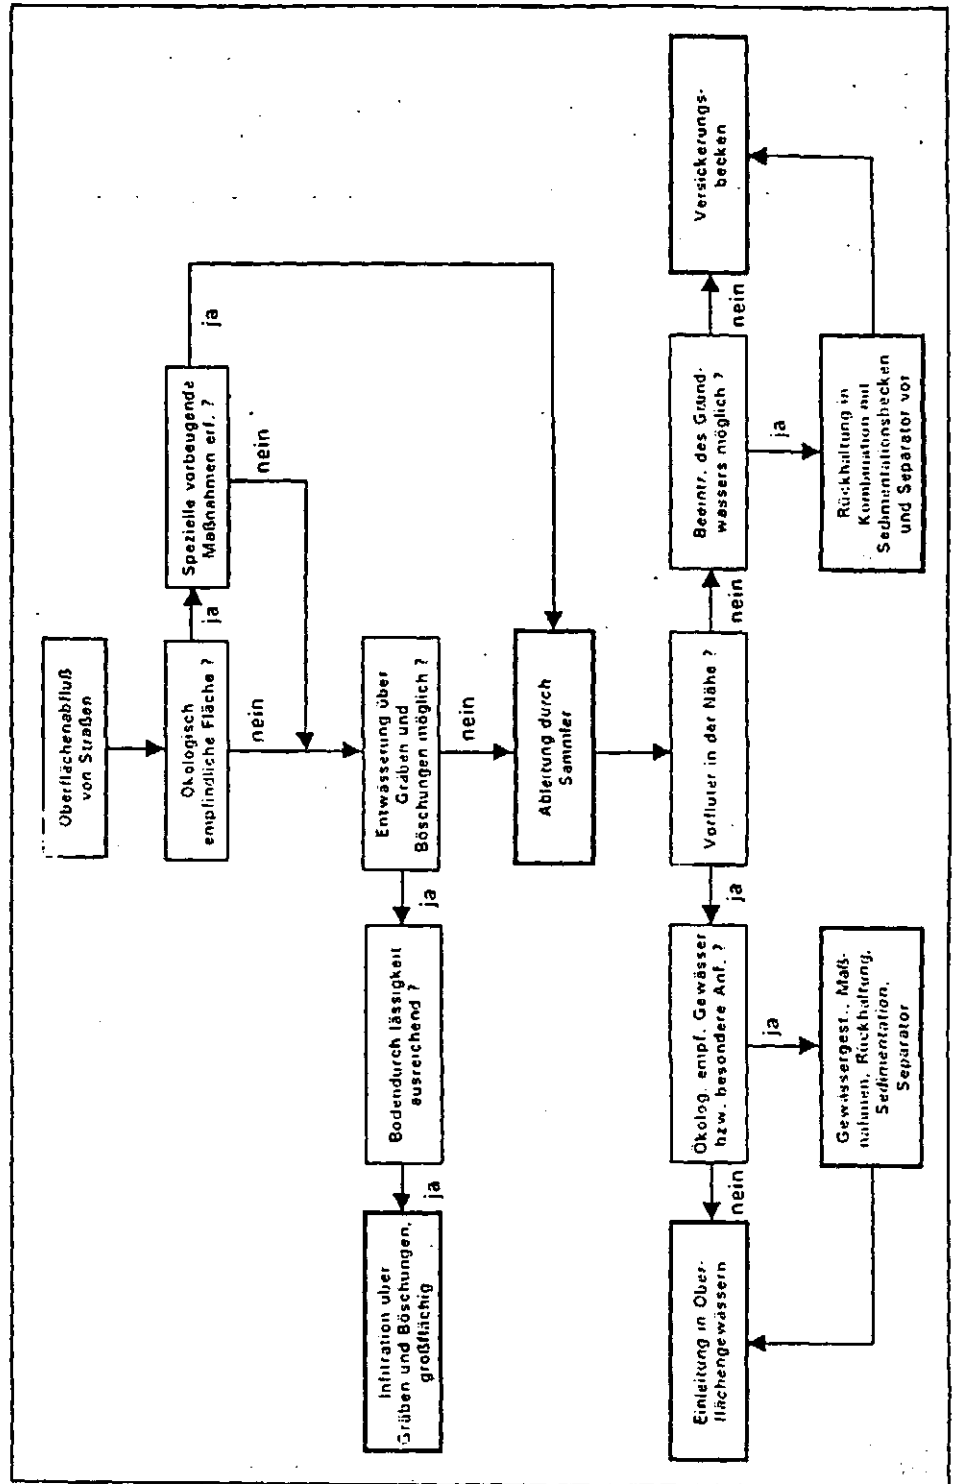 Oberflächenabfluß
von Straßen
Ökologisch
empfindliche Fläche ?
ja
Spezielle vorbeugende
Maßnahmen erf. ?
ja
nein
nein
Entwässerung über
Gräben und
Böschungen möglich ?
ja
Bodendurch lässigkeit
ausreichend ?
ja
Infiltration über
Gräben und Böschungen,
großflächig
nein
Ableitung durch
Sammler
Vorfluter in der Nähe ?
ja
Ökolog. empf. Gewässer
bzw. besondere Anf. ?
nein
Einleitung in Ober-
flächengewässern
ja
Gewässergest., Maß-
nahmen, Rückhaltung,
Sedimentation,
Separator
nein
Beeintr. des Grund-
wassers möglich ?
nein
Versickerungs-
becken
ja
Rückhaltung in
Kombination mit
Sedimentationsbecken
und Separator vor